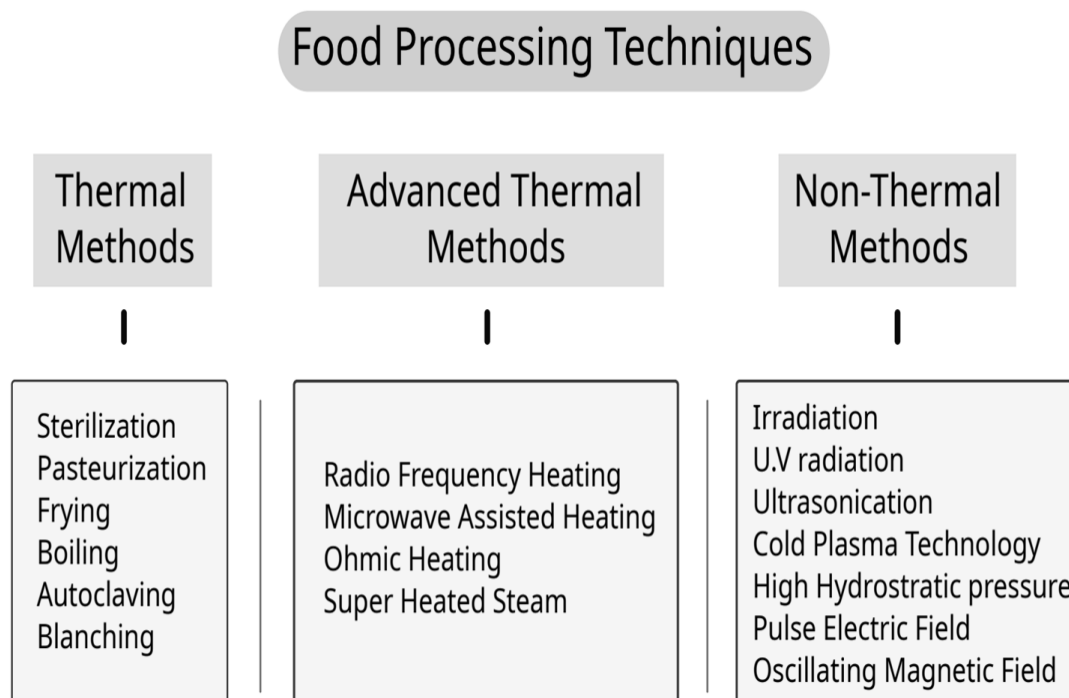 Food Processing Techniques
Thermal
Methods
Advanced Thermal
Methods
Non-Thermal
Methods
Sterilization
Pasteurization
Frying
Boiling
Autoclaving
Blanching
Radio Frequency Heating
Microwave Assisted Heating
Ohmic Heating
Super Heated Steam
Irradiation
U.V radiation
Ultrasonication
Cold Plasma Technology
High Hydrostratic pressure
Pulse Electric Field
Oscillating Magnetic Field